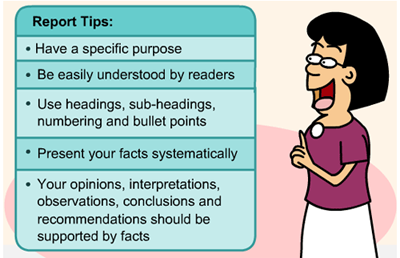 Report Tips:
• Have a specific purpose
• Be easily understood by readers
• Use headings, sub-headings,
numbering and bullet points
• Present your facts systematically
• Your opinions, interpretations,
observations, conclusions and
recommendations should be
supported by facts